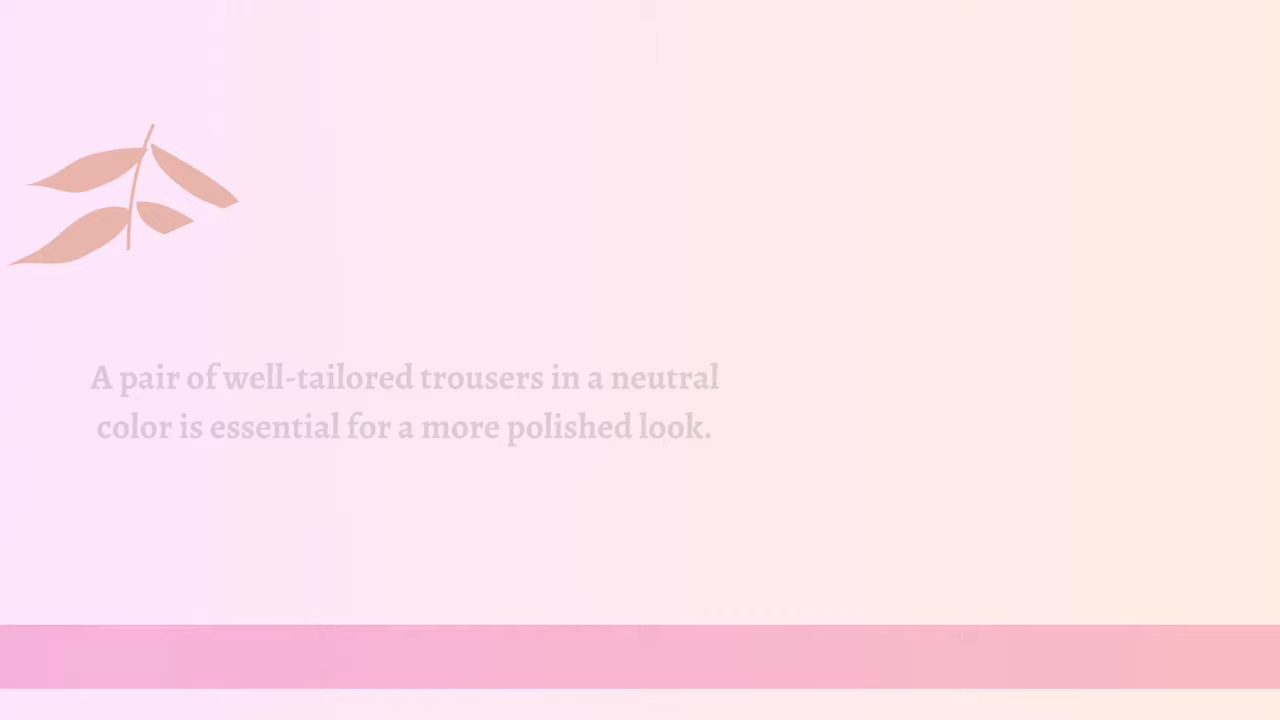 A pair of well-tailored trousers in a neutral
color is essential for a more polished look.